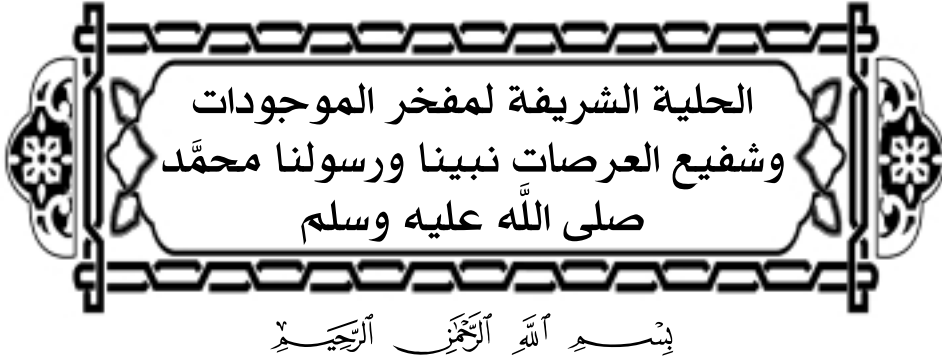 الحلية الشريفة لمفخر الموجودات
وشفيع العرصات نبينا ورسولنا محمَّد
صلى اللَّه عليه وسلم
بِسْمِ ٱللَّهِ ٱلرَّحْمَٰنِ ٱلرَّحِيمِ